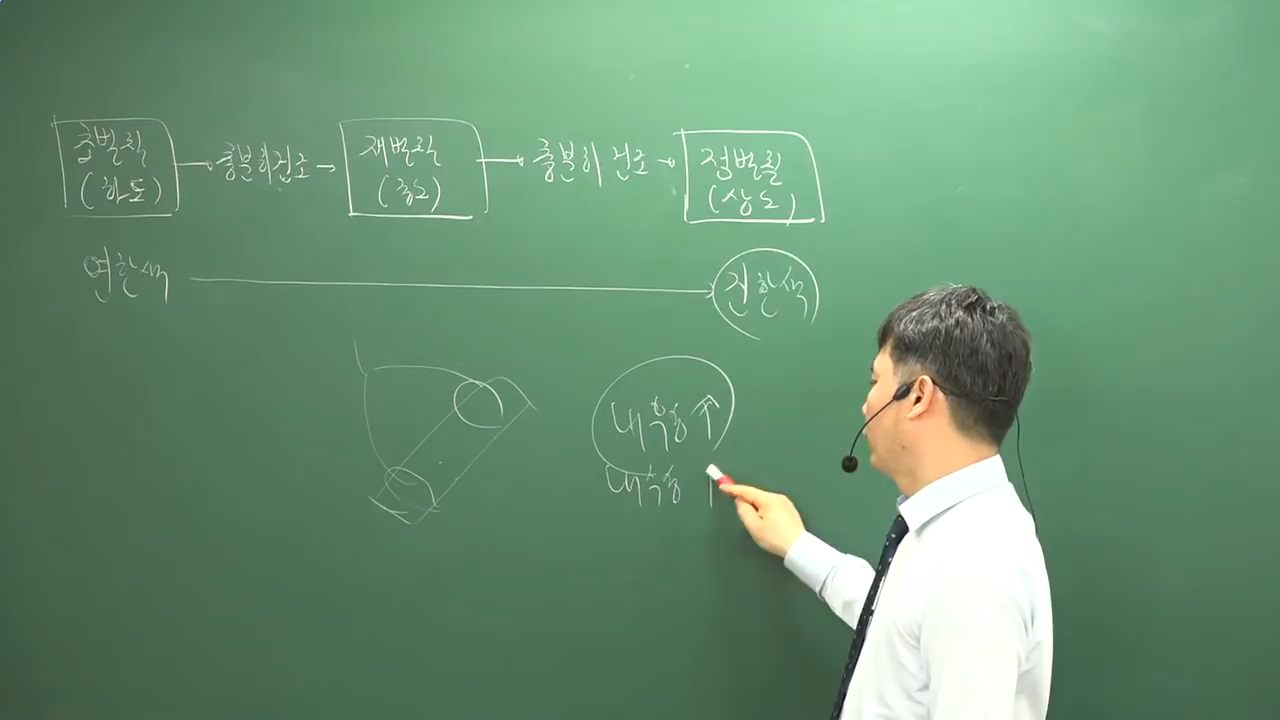 초벌칠 → 충분히건조 → 재벌칠 → 충분히 건조 → 정벌칠
(하도) (중도) (상도)
연한색 → 진한색